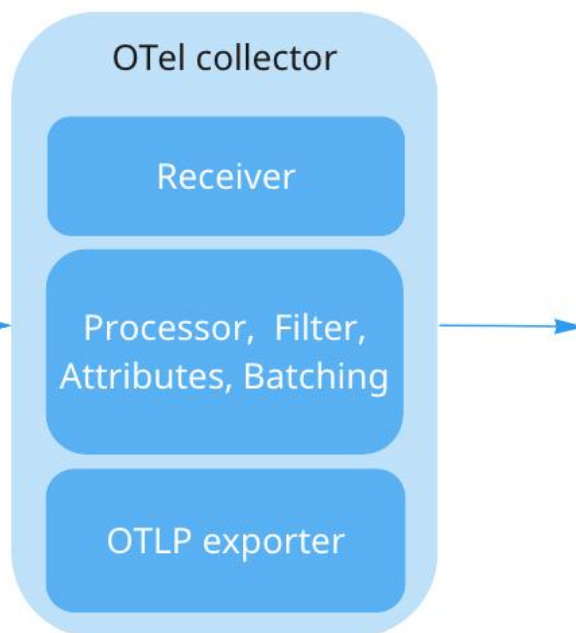 OTel collector
Receiver
Processor,  Filter,
Attributes, Batching
OTLP exporter